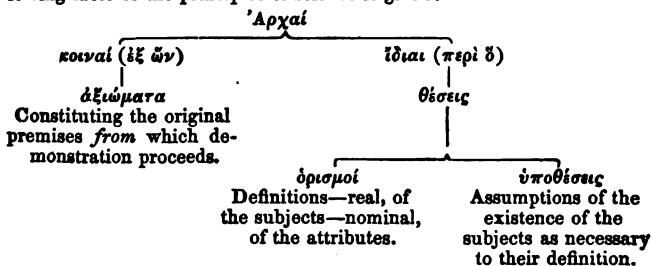 Ἀρχαί
κοιναί (ἐξ ὧν)
ἴδιαι (περὶ ὅ)
ἀξιώματα
Constituting the original
premises from which de-
monstration proceeds.
θέσεις
ὁρισμοί
Definitions—real, of
the subjects—nominal,
of the attributes.
ὑποθέσεις
Assumptions of the
existence of the
subjects as necessary
to their definition.